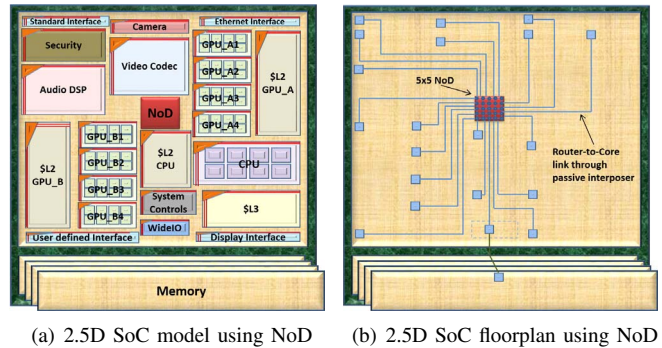 Standard Interface
Camera
Ethernet Interface
Security
Video Codec
GPU_A1
GPU_A2
GPU_A3
GPU_A4
$L2
GPU_A
Audio DSP
NoD
$L2
GPU_B
GPU_B1
GPU_B2
GPU_B3
GPU_B4
$L2
CPU
CPU
System
Controls
$L3
User defined Interface
WideIO
Display Interface
Memory
(a) 2.5D SoC model using NoD
5x5 NoD
Router-to-Core
link through
passive interposer
(b) 2.5D SoC floorplan using NoD